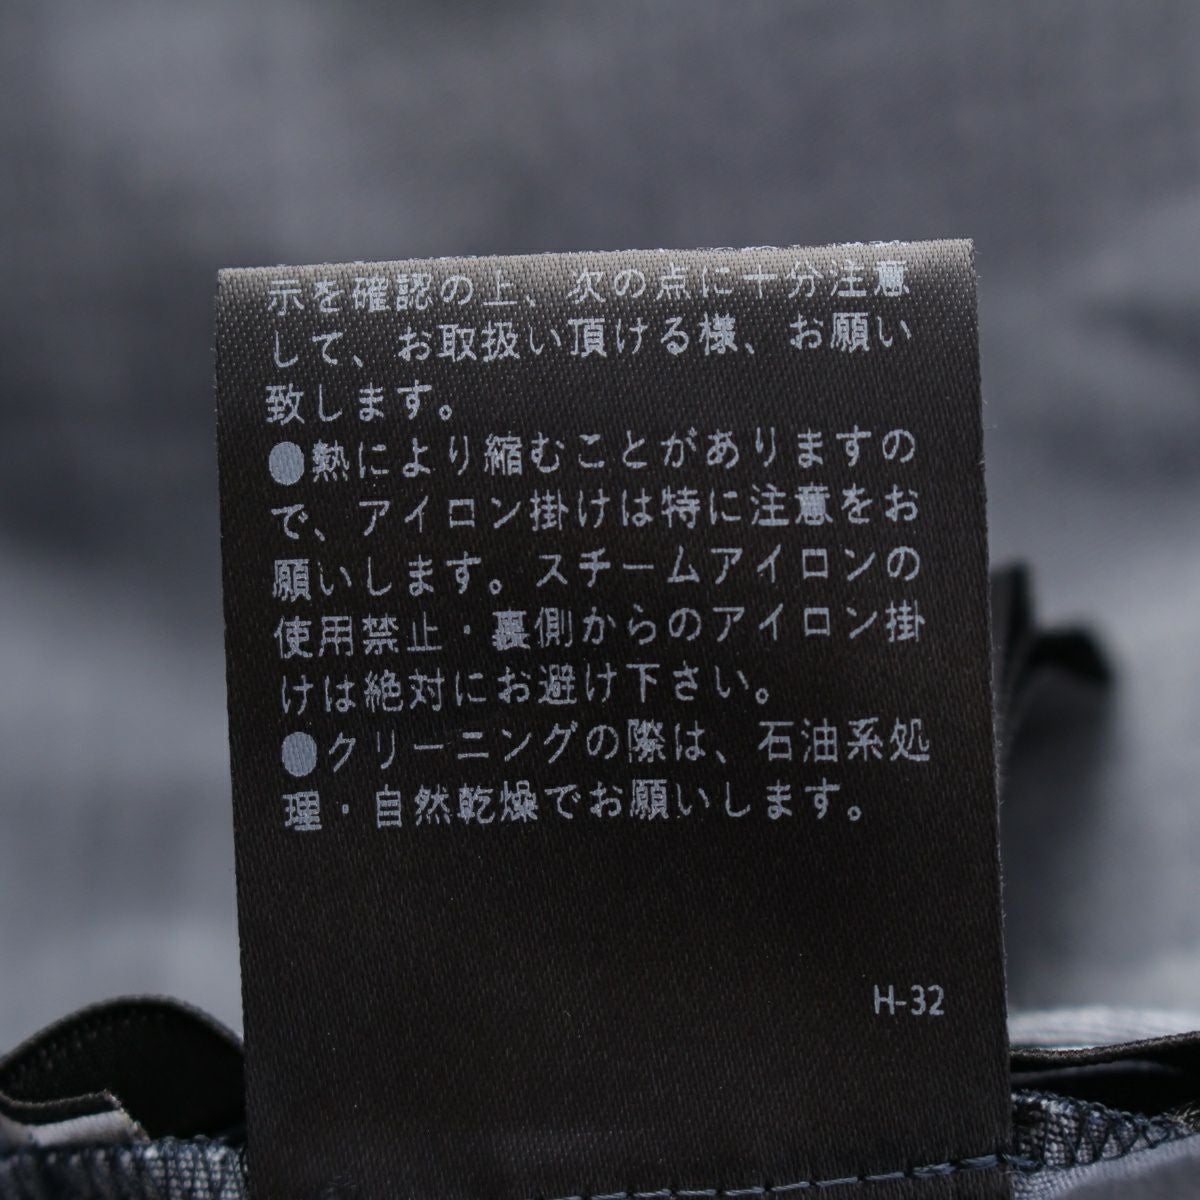 示を確認の上、次の点に十分注意
して、お取扱い頂ける様、お願い
致します。
●熱により縮むことがありますの
で、アイロン掛けは特に注意をお
願いします。スチームアイロンの
使用禁止・裏側からのアイロン掛
けは絶対にお避け下さい。
●クリーニングの際は、石油系処
理・自然乾燥でお願いします。
H-32